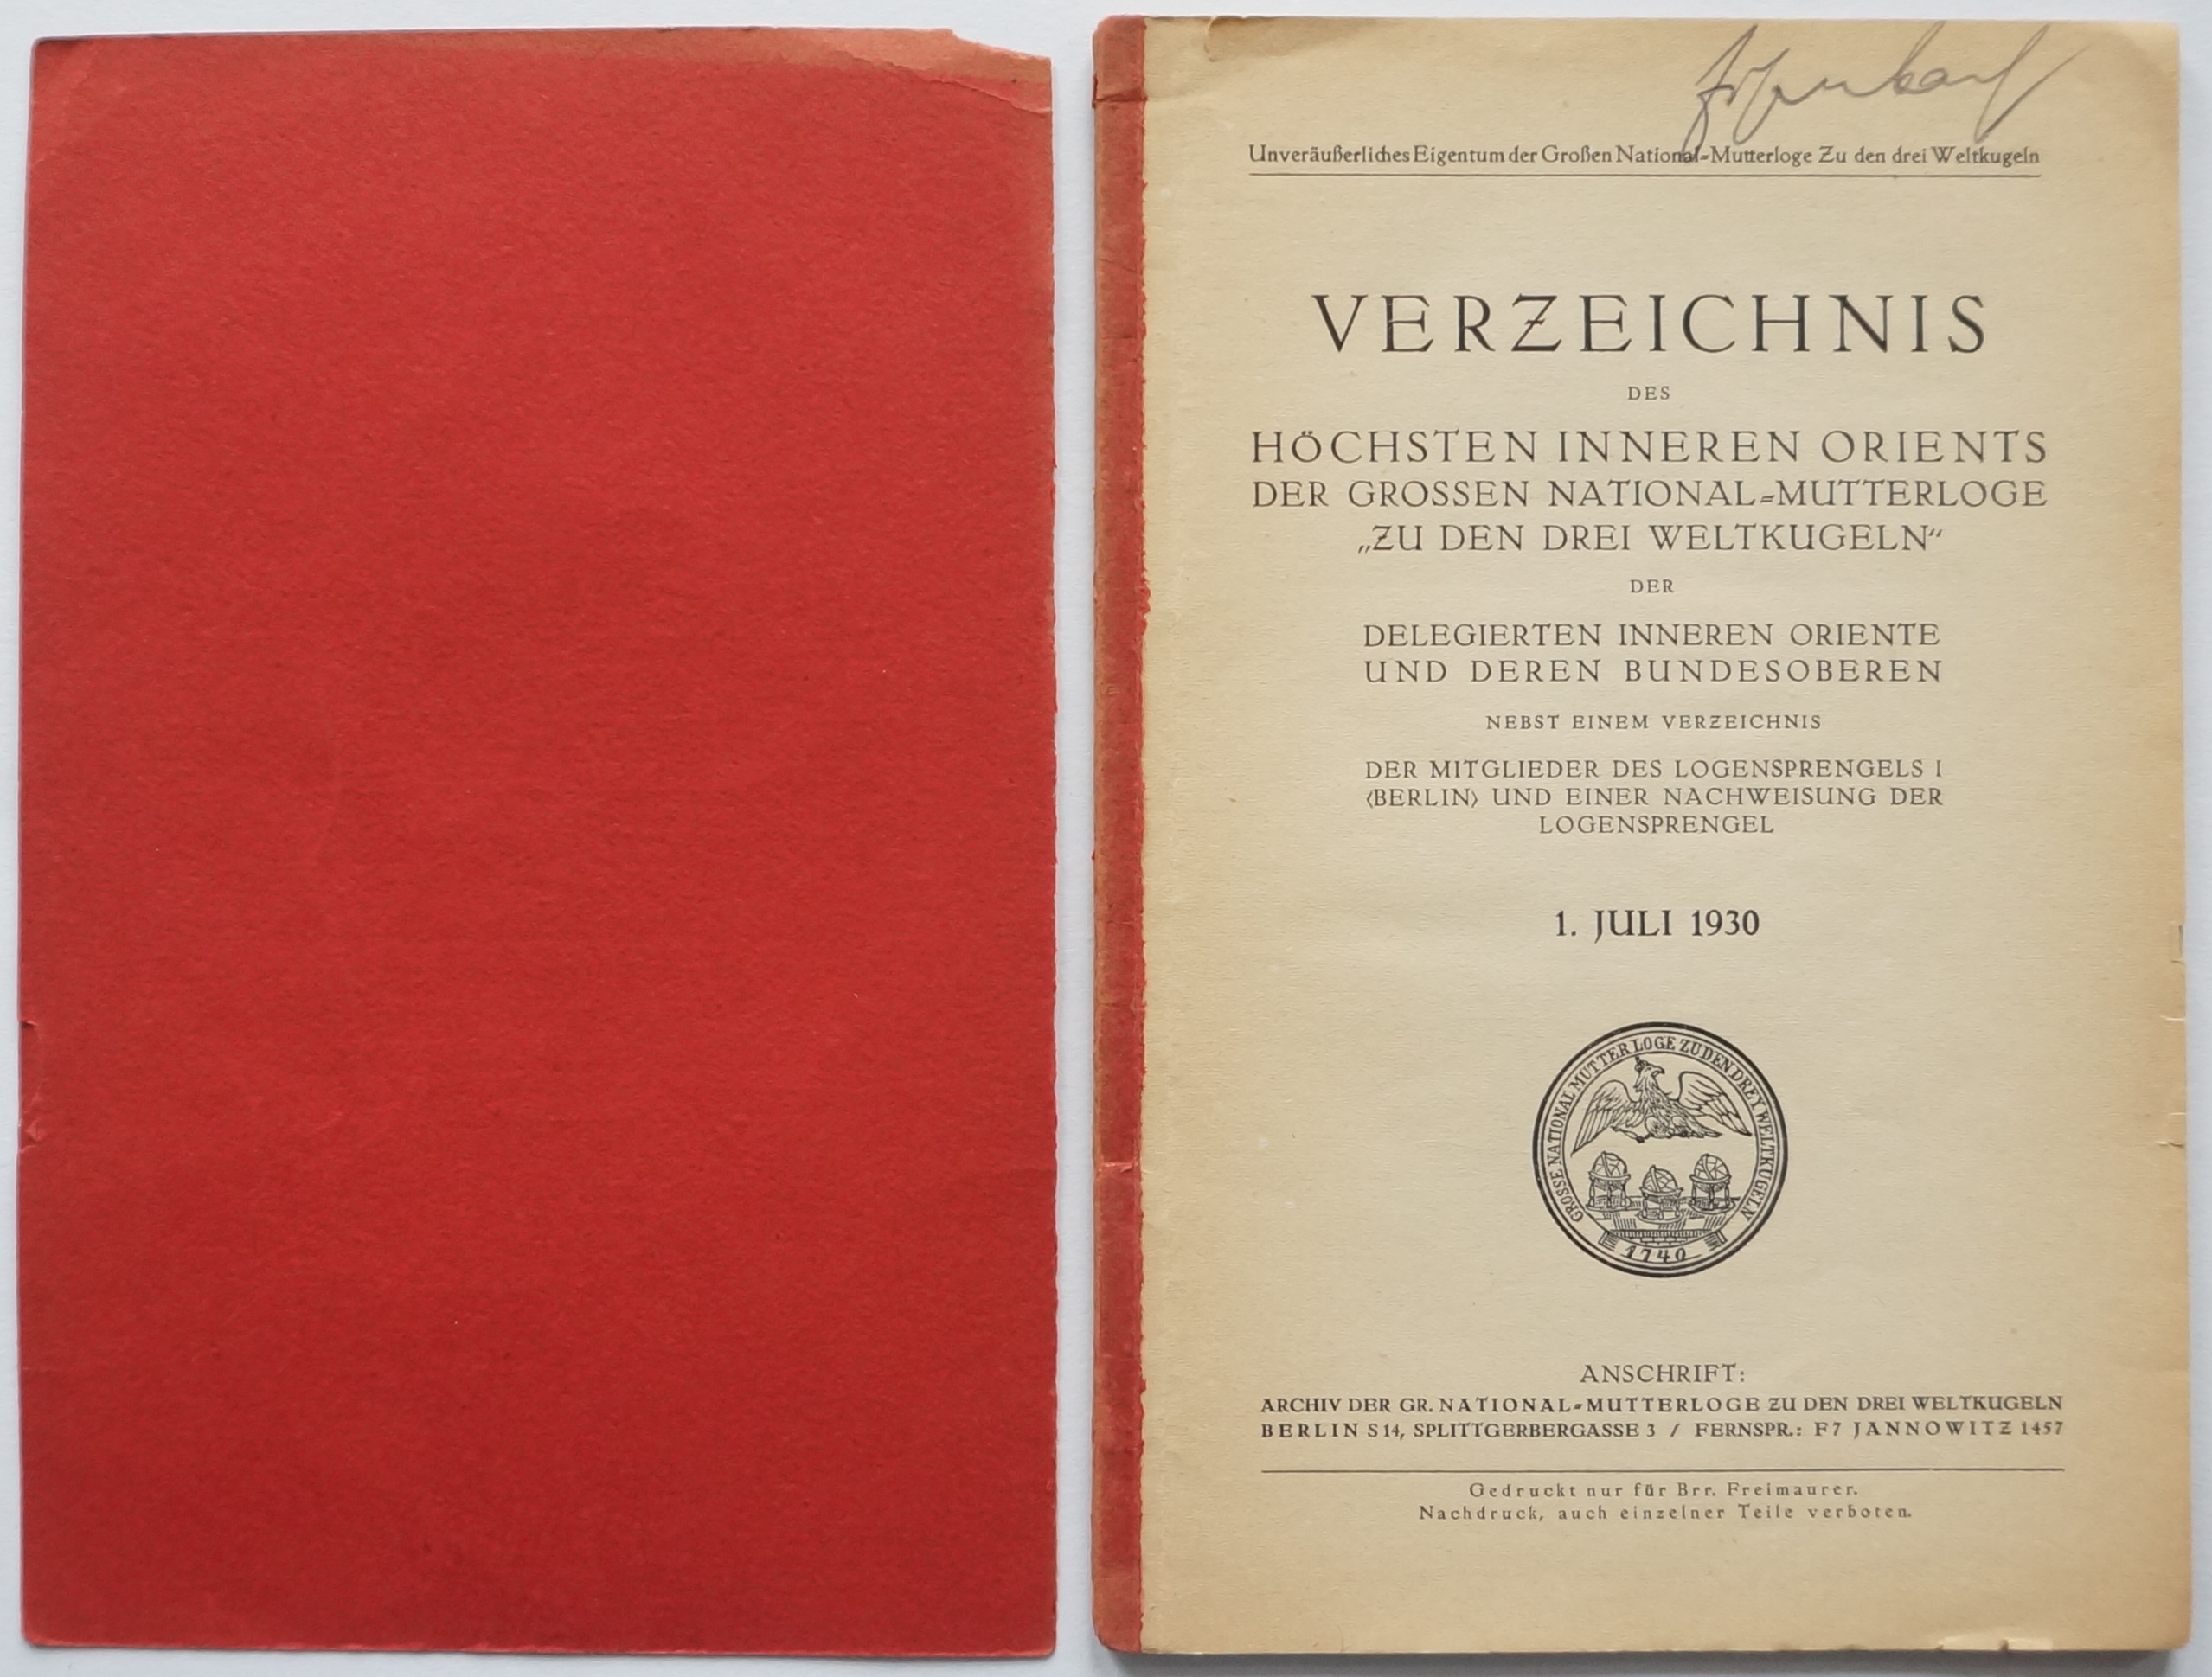 Unveräußerliches Eigentum der Großen National-Mutterloge Zu den drei Weltkugeln
VERZEICHNIS
DES
HÖCHSTEN INNEREN ORIENTS
DER GROSSEN NATIONAL-MUTTERLOGE
„ZU DEN DREI WELTKUGELN“
DER
DELEGIERTEN INNEREN ORIENTE
UND DEREN BUNDESOBEREN
NEBST EINEM VERZEICHNIS
DER MITGLIEDER DES LOGENSPRENGELS I
(BERLIN) UND EINER NACHWEISUNG DER
LOGENSPRENGEL
1. JULI 1930
GROSSE NATIONAL MUTTER LOGE ZU DEN DREY WELTKUGELN
1740
ANSCHRIFT:
ARCHIV DER GR. NATIONAL-MUTTERLOGE ZU DEN DREI WELTKUGELN
BERLIN S 14, SPLITTGERBERGASSE 3 / FERNSPR.: F 7 JANNOWITZ 1457
Gedruckt nur für Brr. Freimaurer.
Nachdruck, auch einzelner Teile verboten.